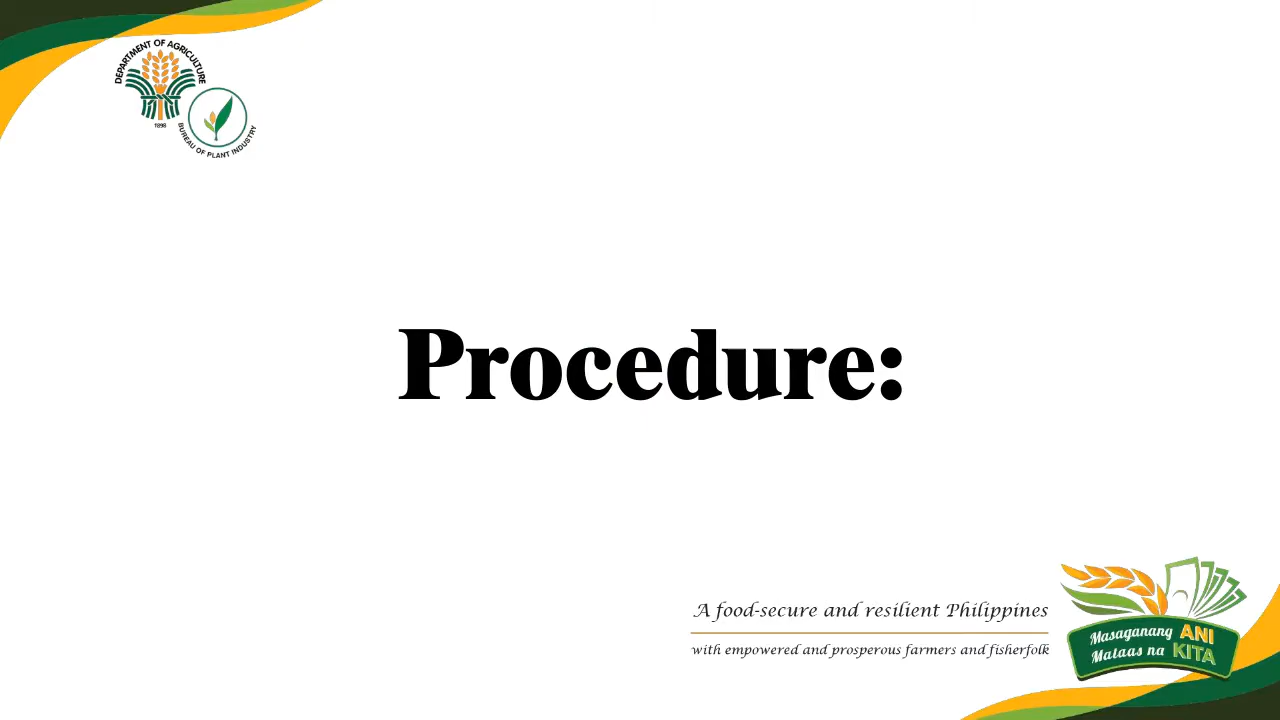 DEPARTMENT OF AGRICULTURE
1898
BUREAU OF PLANT INDUSTRY
Procedure:
A food-secure and resilient Philippines
with empowered and prosperous farmers and fisherfolk
Masaganang ANI
Mataas na KITA